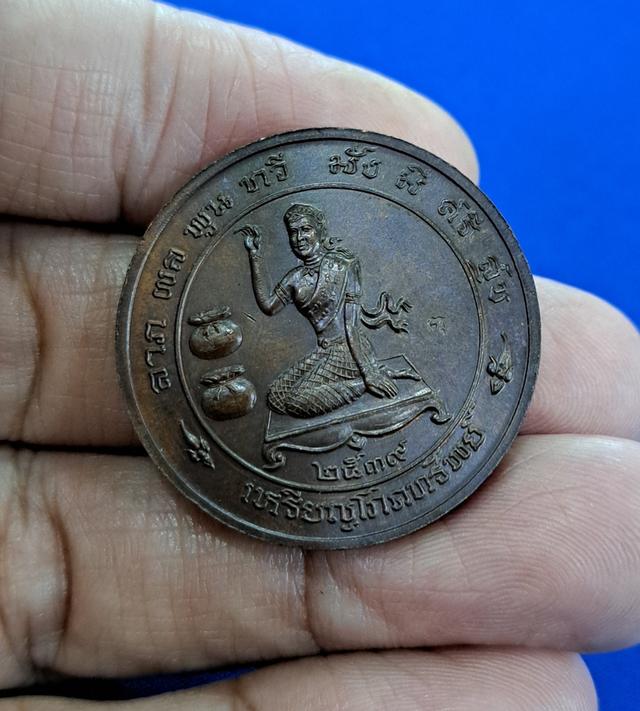 ลาภ ผล พูน ทวี มั่ง มี ศรี สุข
๒๕๓๙
เหรียญโภคทรัพย์